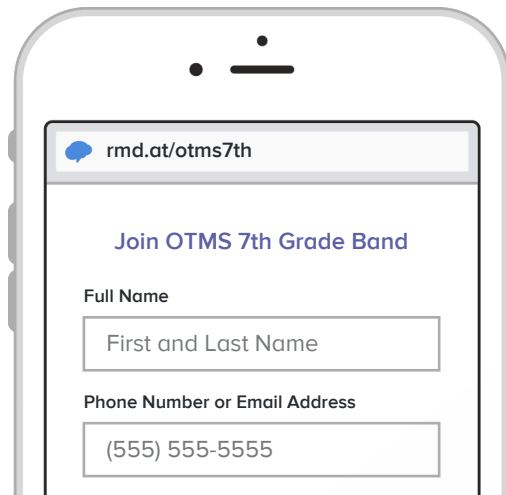 rmd.at/otms7th
Join OTMS 7th Grade Band
Full Name
First and Last Name
Phone Number or Email Address
(555) 555-5555